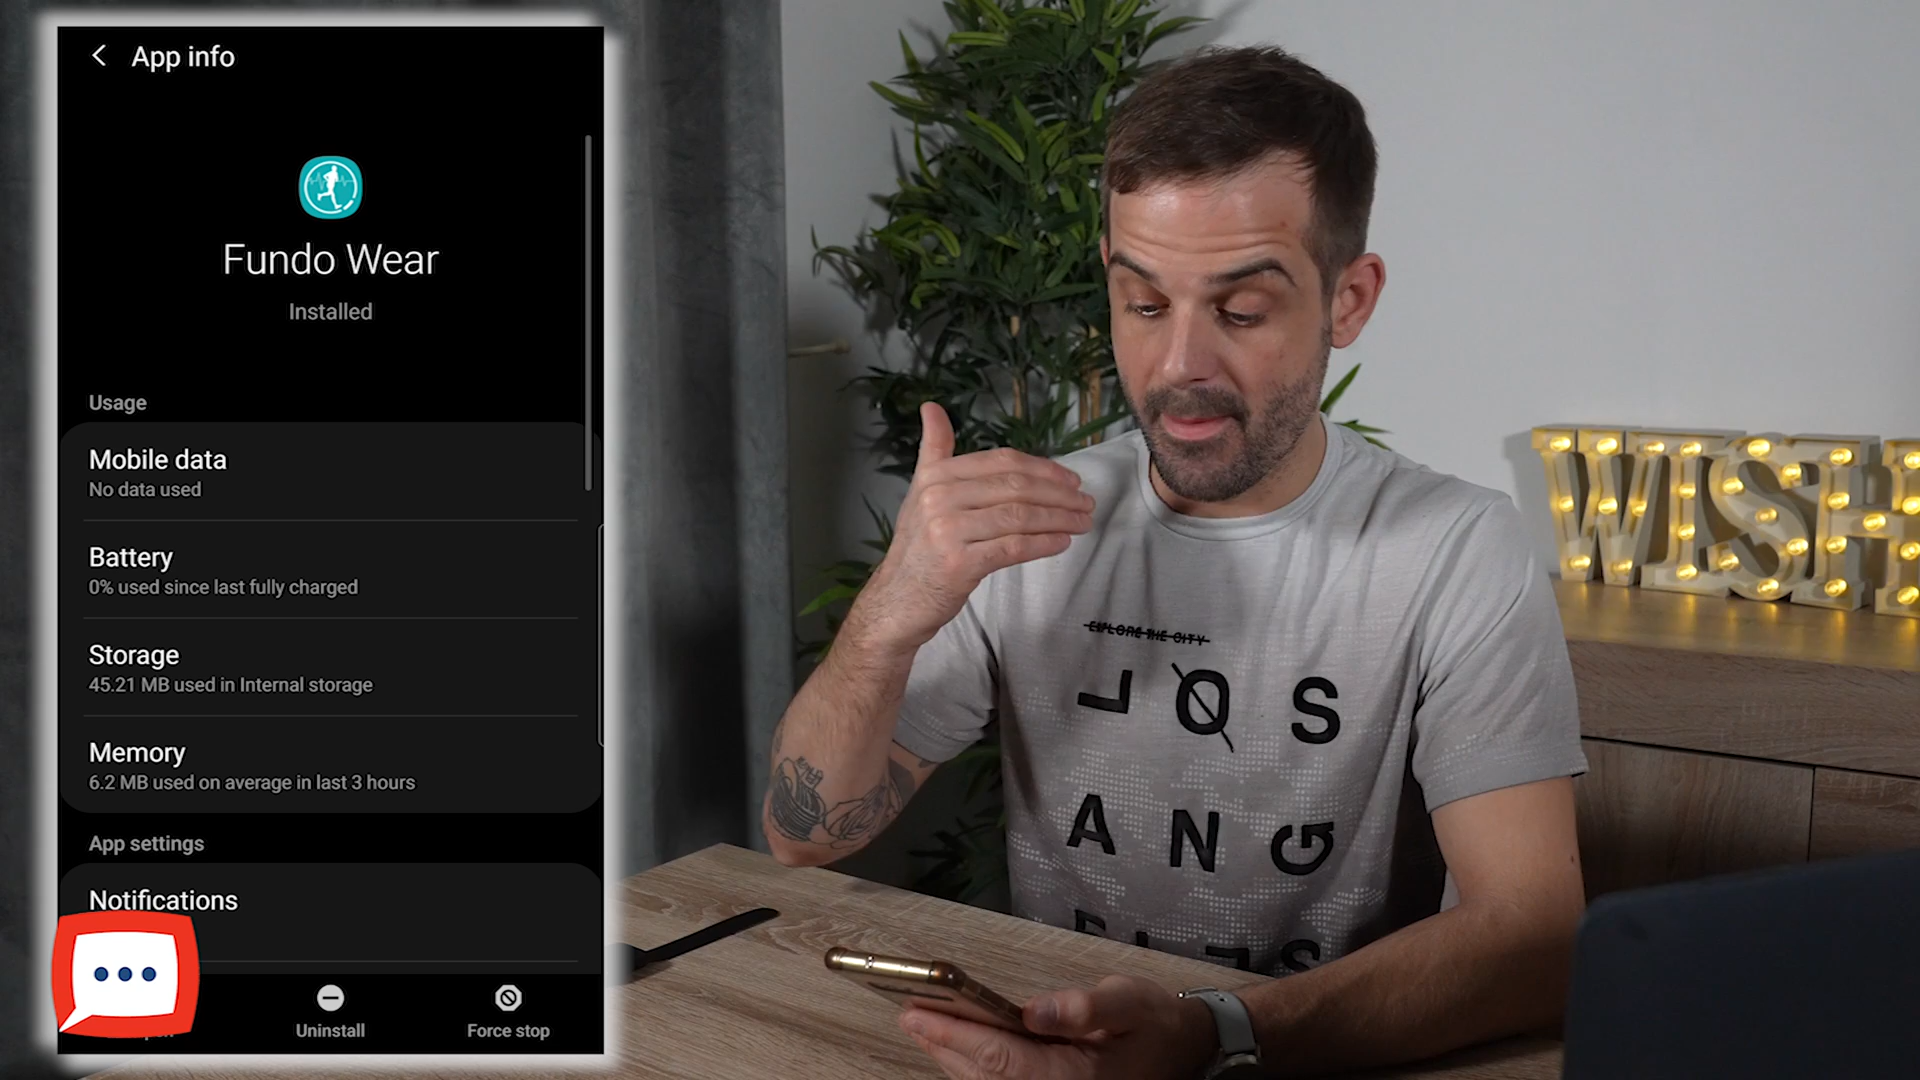 App info
Fundo Wear
Installed
Usage
Mobile data
No data used
Battery
0% used since last fully charged
Storage
45.21 MB used in Internal storage
Memory
6.2 MB used on average in last 3 hours
App settings
Notifications
Uninstall
Force stop
EXPLORE THE CITY
LOS
ANG
WISH